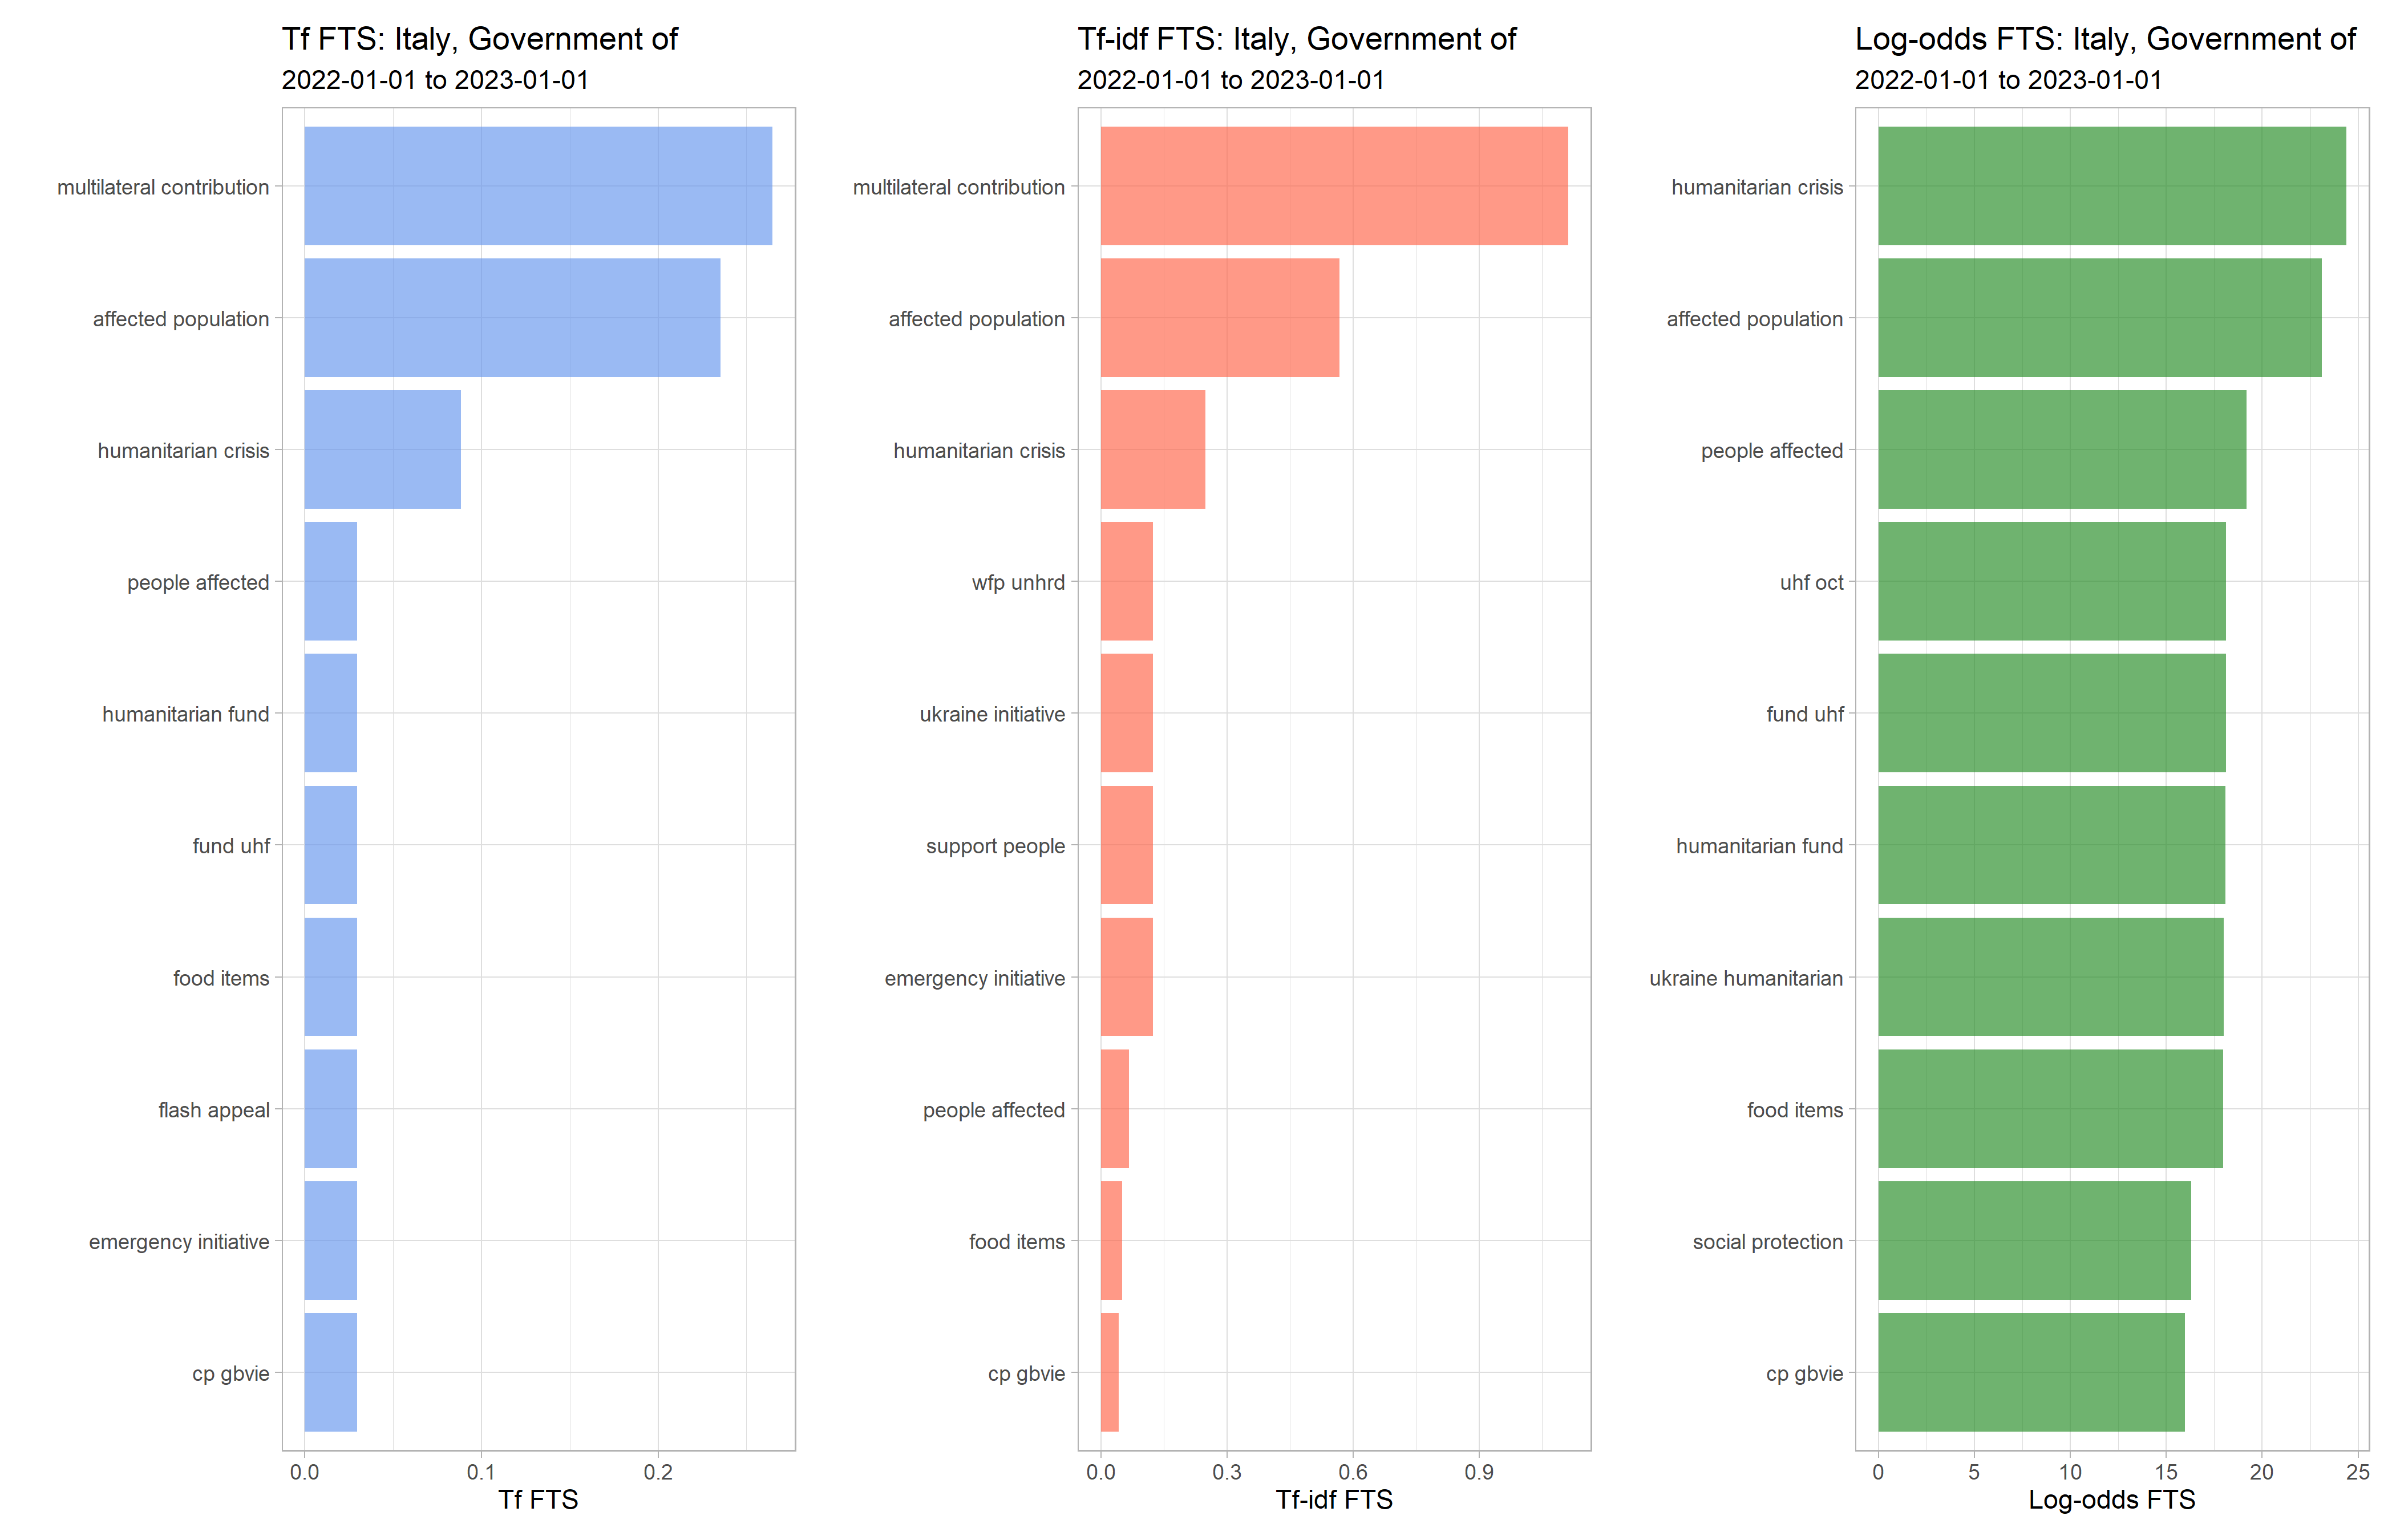 Tf FTS: Italy, Government of
2022-01-01 to 2023-01-01
multilateral contribution
affected population
humanitarian crisis
people affected
humanitarian fund
fund uhf
food items
flash appeal
emergency initiative
cp gbvie
0.0 0.1 0.2
Tf FTS
Tf-idf FTS: Italy, Government of
2022-01-01 to 2023-01-01
multilateral contribution
affected population
humanitarian crisis
wfp unhrd
ukraine initiative
support people
emergency initiative
people affected
food items
cp gbvie
0.0 0.3 0.6 0.9
Tf-idf FTS
Log-odds FTS: Italy, Government of
2022-01-01 to 2023-01-01
humanitarian crisis
affected population
people affected
uhf oct
fund uhf
humanitarian fund
ukraine humanitarian
food items
social protection
cp gbvie
0 5 10 15 20 25
Log-odds FTS